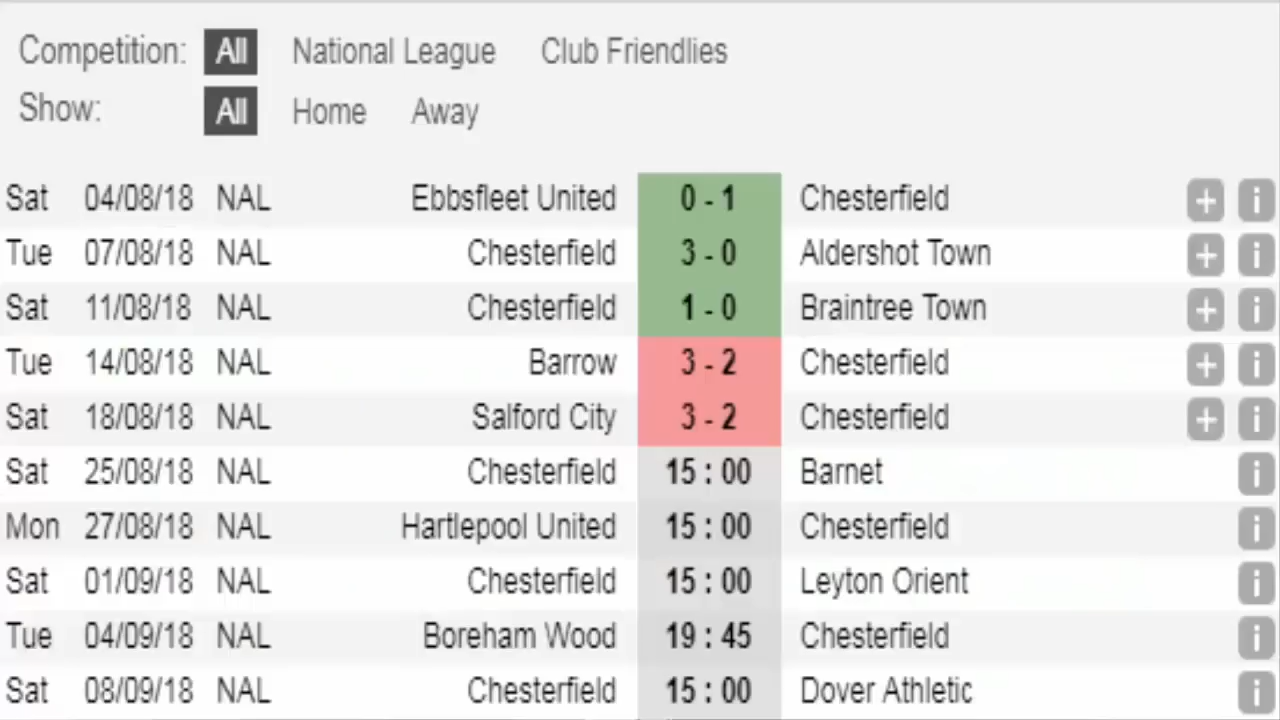 Competition: All National League Club Friendlies
Show: All Home Away
Sat 04/08/18 NAL Ebbsfleet United 0 - 1 Chesterfield + i
Tue 07/08/18 NAL Chesterfield 3 - 0 Aldershot Town + i
Sat 11/08/18 NAL Chesterfield 1 - 0 Braintree Town + i
Tue 14/08/18 NAL Barrow 3 - 2 Chesterfield + i
Sat 18/08/18 NAL Salford City 3 - 2 Chesterfield + i
Sat 25/08/18 NAL Chesterfield 15 : 00 Barnet i
Mon 27/08/18 NAL Hartlepool United 15 : 00 Chesterfield i
Sat 01/09/18 NAL Chesterfield 15 : 00 Leyton Orient i
Tue 04/09/18 NAL Boreham Wood 19 : 45 Chesterfield i
Sat 08/09/18 NAL Chesterfield 15 : 00 Dover Athletic i